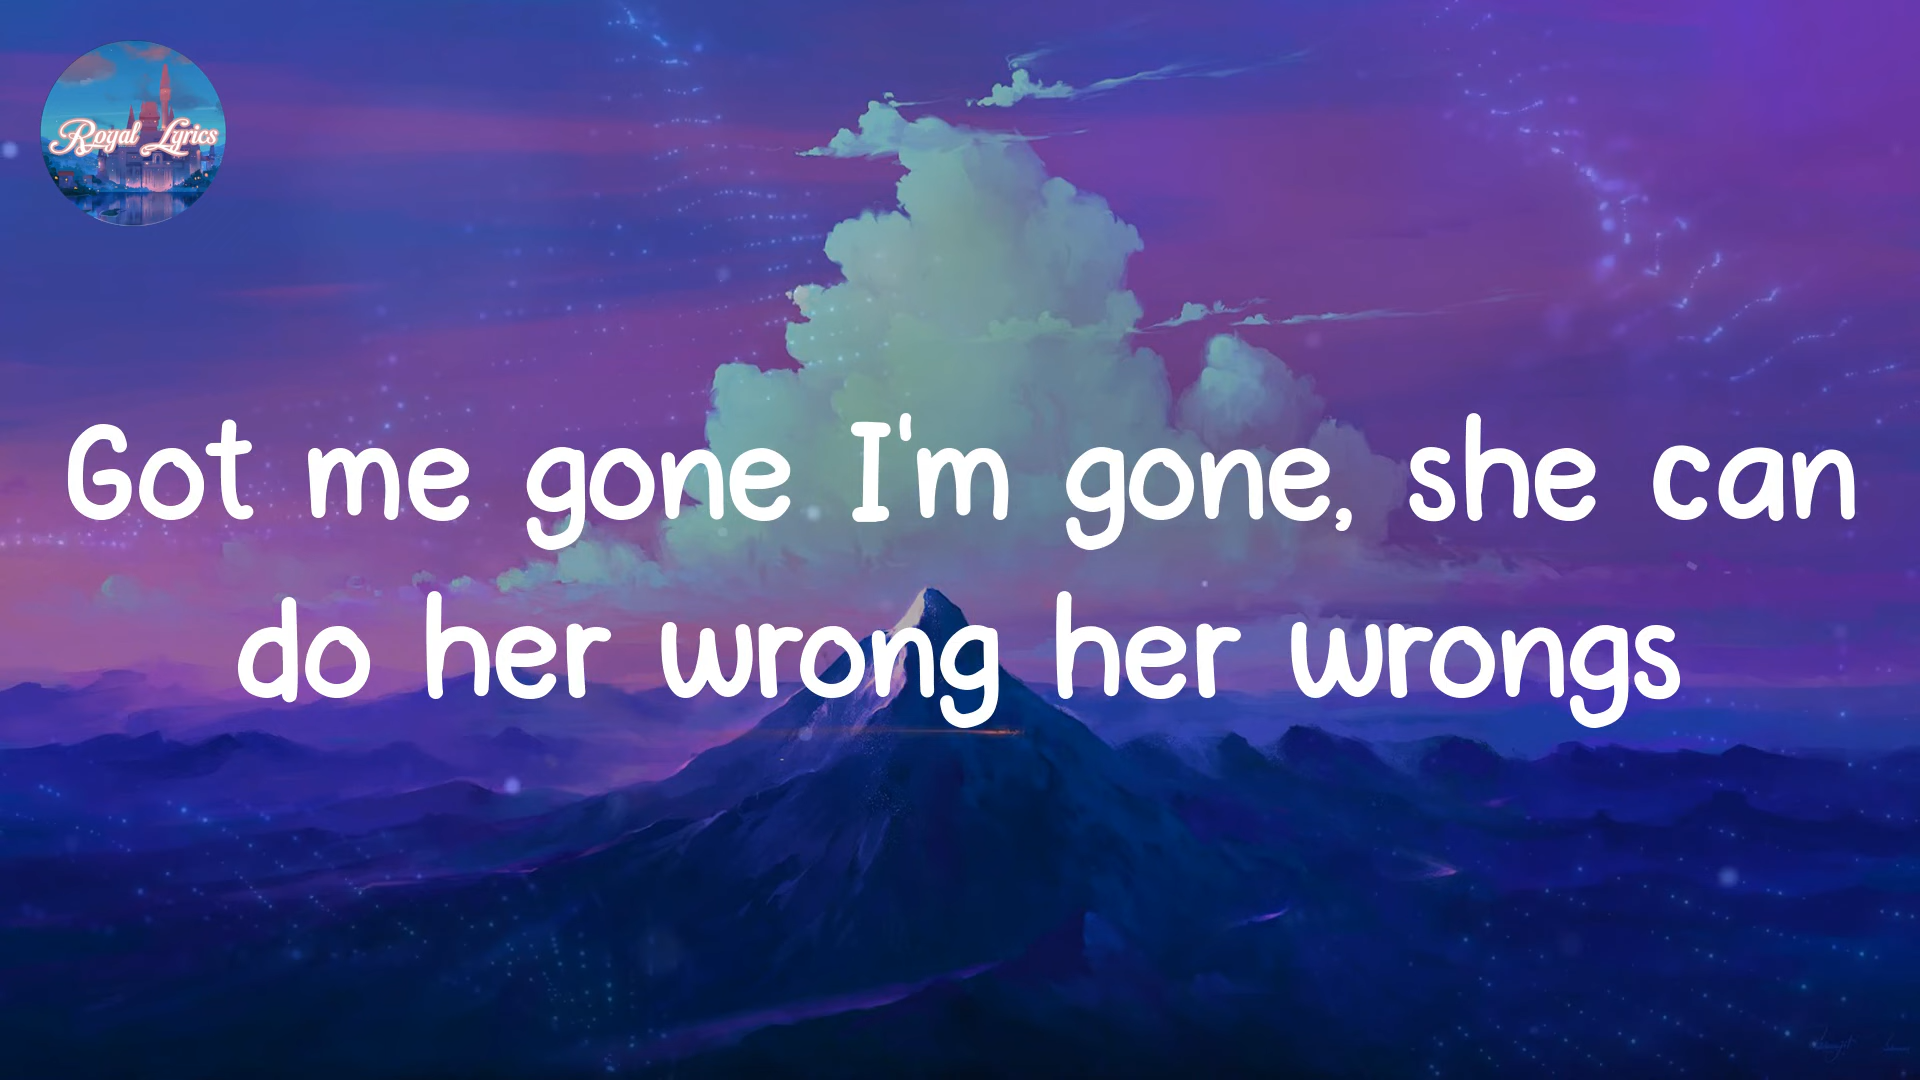 Royal Lyrics
Got me gone I'm gone, she can
do her wrong her wrongs